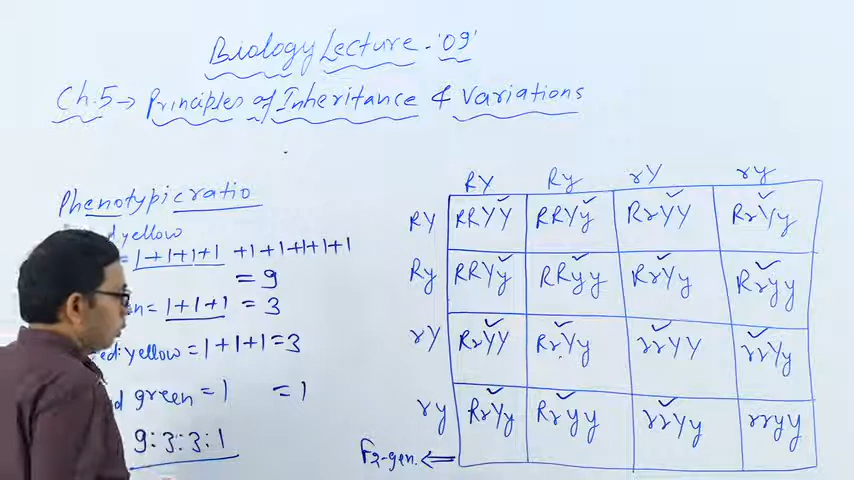 Biology Lecture - '09'
Ch.5 → Principles of Inheritance & Variations
Phenotypic ratio
yellow
= 1+1+1+1 +1+1+1+1+1
= 9
= 1+1+1 = 3
yellow = 1+1+1 = 3
green = 1 = 1
9:3:3:1
RY Ry rY ry
RY RRYY RRYy RrYY RrYy
Ry RRYy RRyy RrYy Rryy
rY RrYY RrYy rrYY rrYy
ry RrYy Rryy rrYy rryy
F2-gen. ⇐